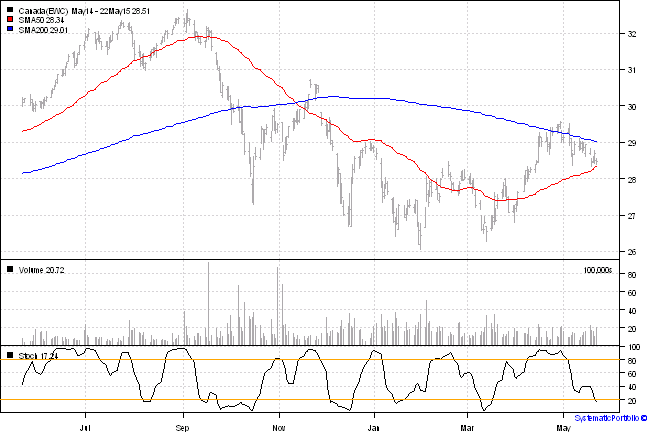 Canada(EWC) May14 - 22May15 28.51
SMA50 28.34
SMA200 29.01
32
31
30
29
28
27
26
Volume 20.72
100,000s
80
60
40
20
Stoch 17.24
100
80
60
40
20
Jul
Sep
Nov
Jan
Mar
May
SystematicPortfolio ©